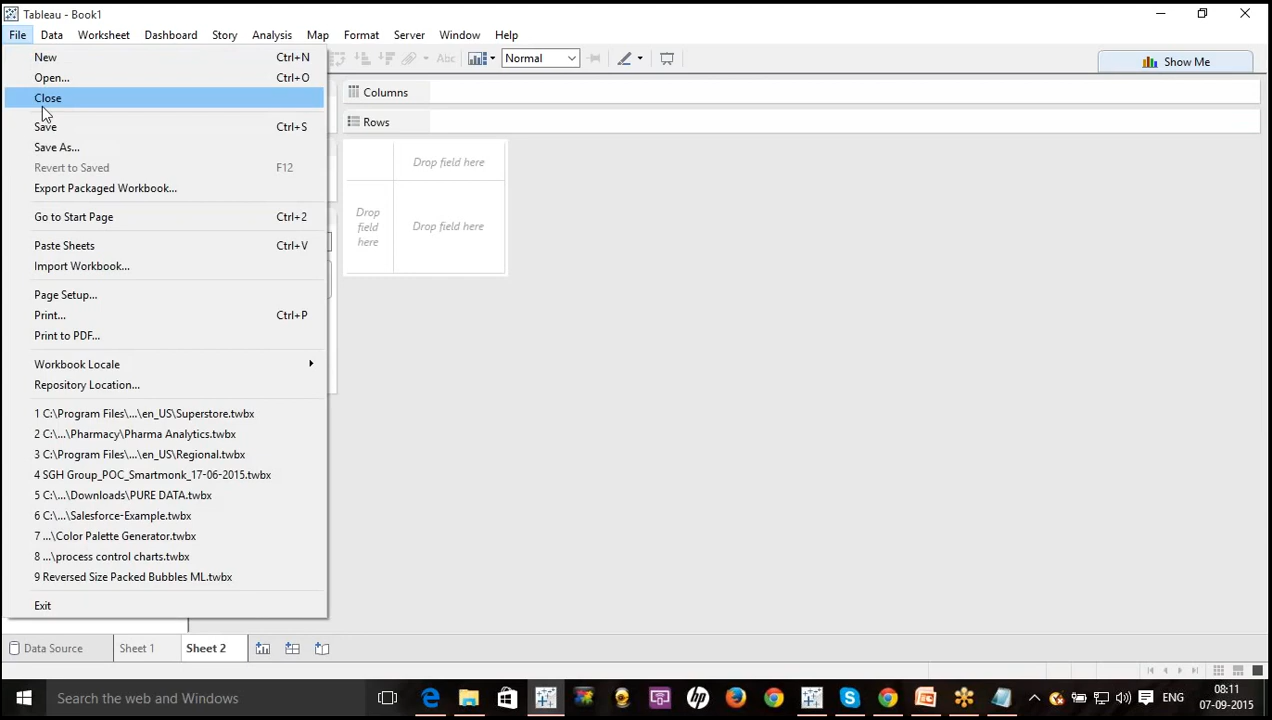 Tableau - Book1
File Data Worksheet Dashboard Story Analysis Map Format Server Window Help
New Ctrl+N
Open... Ctrl+O
Close
Save Ctrl+S
Save As...
Revert to Saved F12
Export Packaged Workbook...
Go to Start Page Ctrl+2
Paste Sheets Ctrl+V
Import Workbook...
Page Setup...
Print... Ctrl+P
Print to PDF...
Workbook Locale
Repository Location...
1 C:\Program Files\...\en_US\Superstore.twbx
2 C:\...\Pharmacy\Pharma Analytics.twbx
3 C:\Program Files\...\en_US\Regional.twbx
4 SGH Group_POC_Smartmonk_17-06-2015.twbx
5 C:\...\Downloads\PURE DATA.twbx
6 C:\...\Salesforce-Example.twbx
7 ...\Color Palette Generator.twbx
8 ...\process control charts.twbx
9 Reversed Size Packed Bubbles ML.twbx
Exit
Abc Normal Show Me
Columns
Rows
Drop field here
Drop
field
here
Drop field here
Data Source Sheet 1 Sheet 2
Search the web and Windows
hp
ENG
08:11
07-09-2015